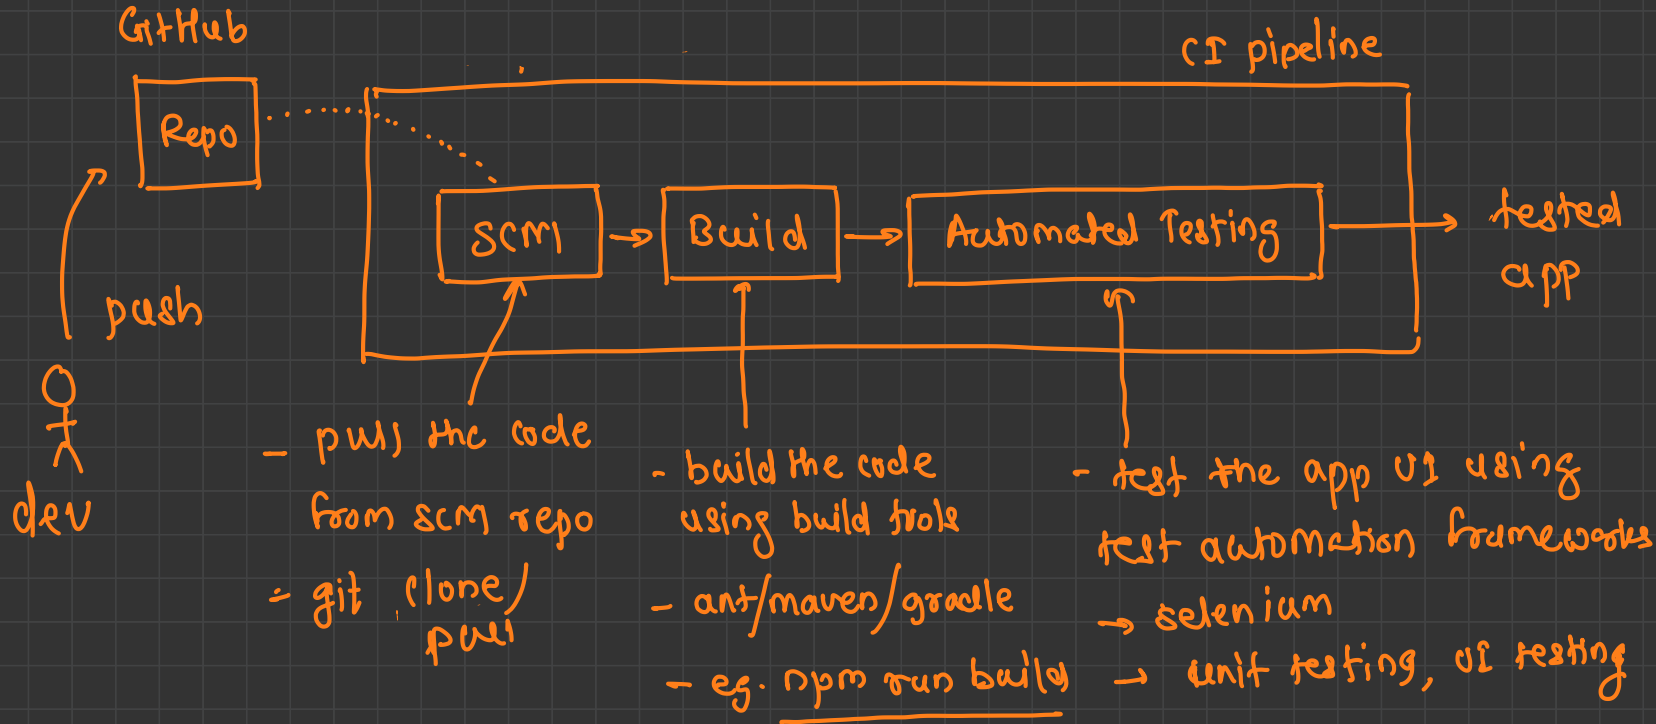 GitHub
CI pipeline
Repo
SCM
Build
Automated Testing
tested
app
push
dev
- pull the code
from scm repo
- git clone/
pull
- build the code
using build tools
- ant/maven/gradle
- eg. npm run build
- test the app UI using
test automation frameworks
→ selenium
→ unit testing, UI testing